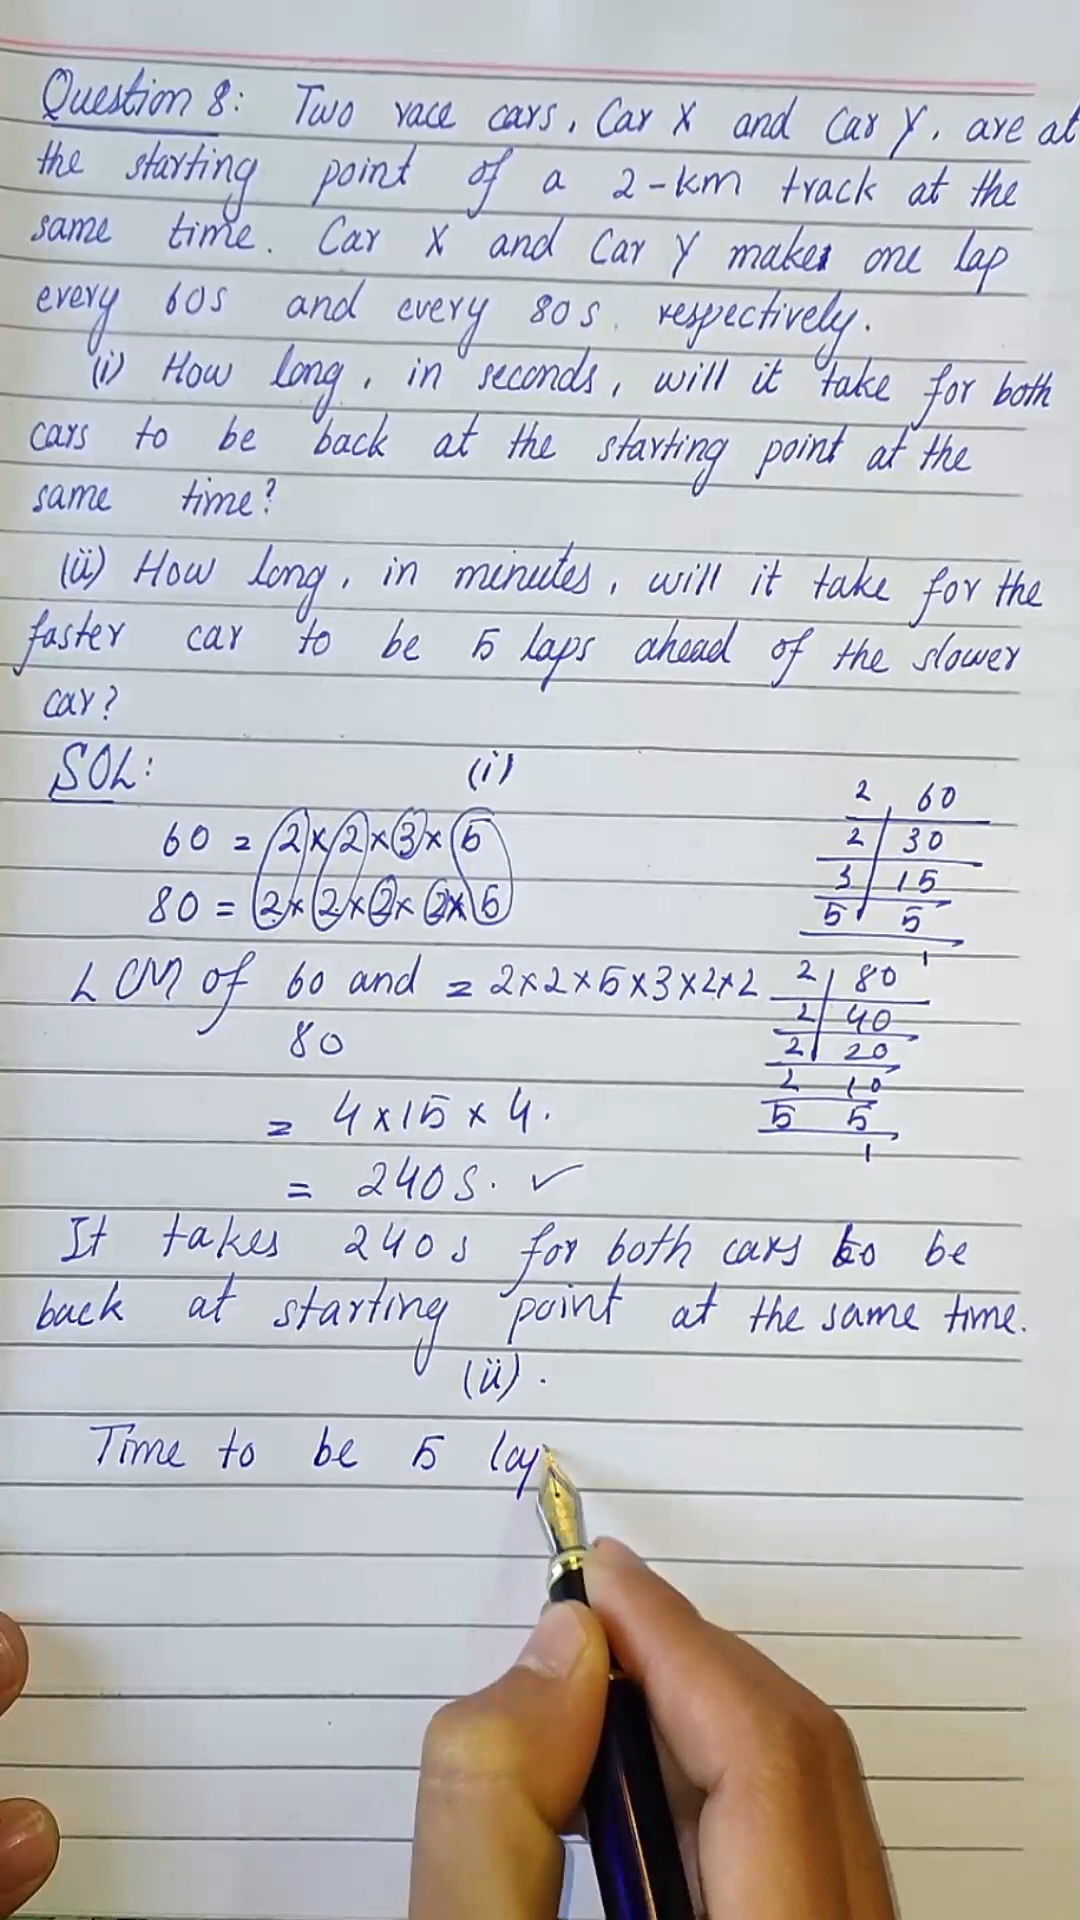 Question 8: Two race cars, Car X and Car Y, are at
the starting point of a 2-km track at the
same time. Car X and Car Y makes one lap
every 60s and every 80s respectively.
(i) How long, in seconds, will it take for both
cars to be back at the starting point at the
same time?
(ii) How long, in minutes, will it take for the
faster car to be 5 laps ahead of the slower
car?
SOL: (i)
60 = 2 × 2 × 3 × 5
80 = 2 × 2 × 2 × 2 × 5
2 60
2 30
3 15
5 5
1
LCM of 60 and = 2×2×5×3×2×2
80
2 80
2 40
2 20
2 10
5 5
1
= 4 × 15 × 4.
= 240s. ✓
It takes 240s for both cars to be
back at starting point at the same time.
(ii).
Time to be 5 lap